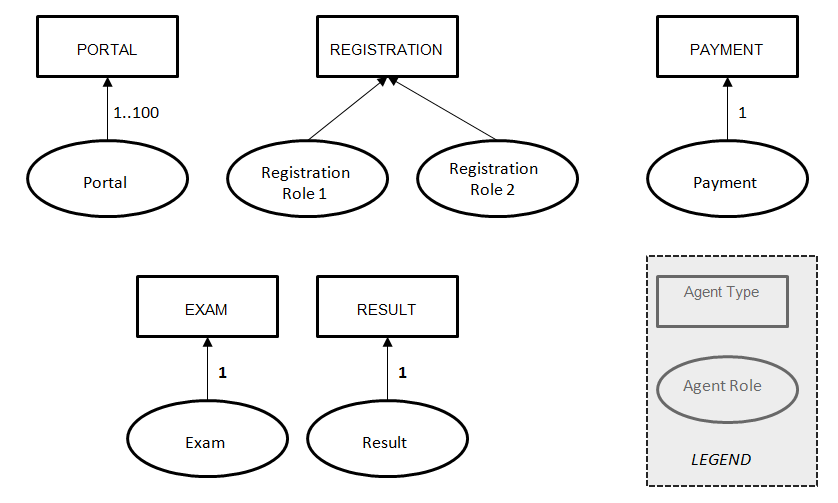 PORTAL
REGISTRATION
PAYMENT
1..100
1
Portal
Registration
Role 1
Registration
Role 2
Payment
EXAM
RESULT
1
1
Exam
Result
Agent Type
Agent Role
LEGEND